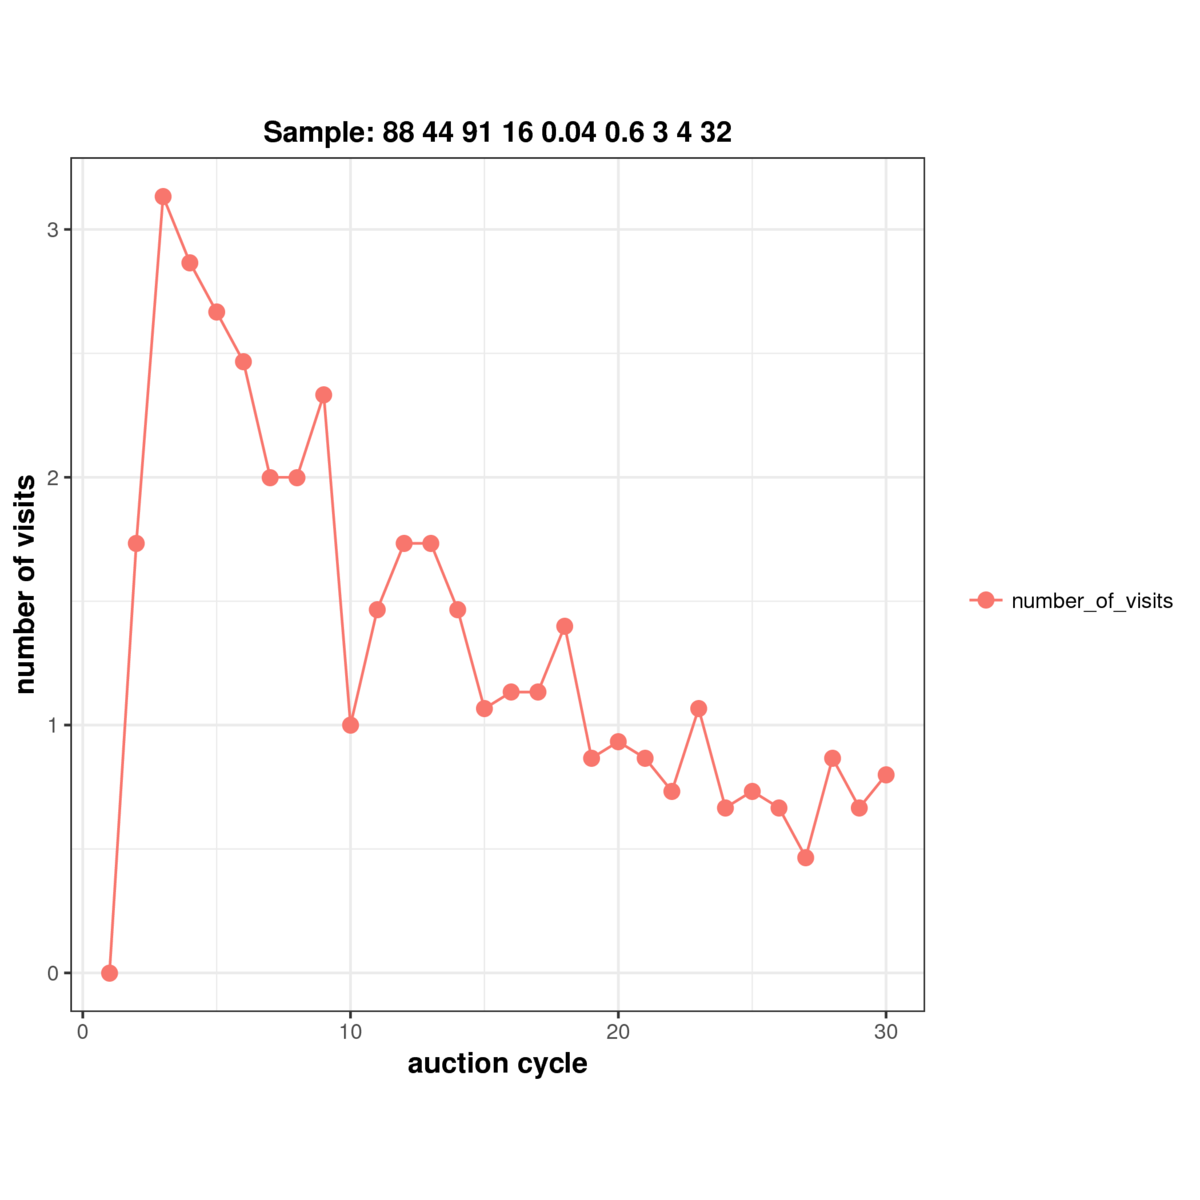 Sample: 88 44 91 16 0.04 0.6 3 4 32
number of visits
3
2
1
0
0 10 20 30
auction cycle
number_of_visits